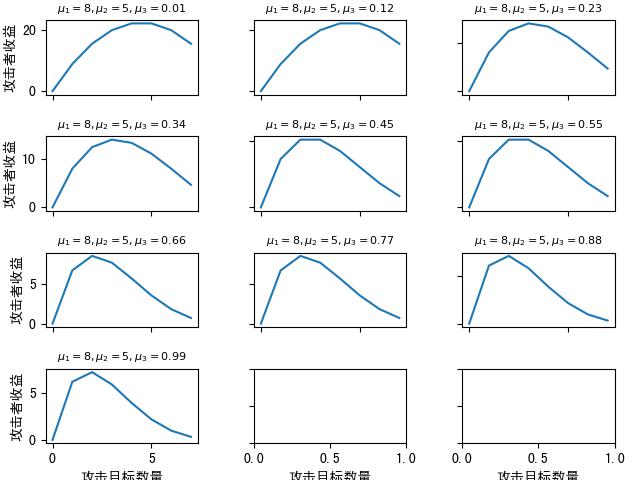 μ₁ = 8, μ₂ = 5, μ₃ = 0.01
μ₁ = 8, μ₂ = 5, μ₃ = 0.12
μ₁ = 8, μ₂ = 5, μ₃ = 0.23
攻击者收益
20
0
μ₁ = 8, μ₂ = 5, μ₃ = 0.34
μ₁ = 8, μ₂ = 5, μ₃ = 0.45
μ₁ = 8, μ₂ = 5, μ₃ = 0.55
攻击者收益
10
0
μ₁ = 8, μ₂ = 5, μ₃ = 0.66
μ₁ = 8, μ₂ = 5, μ₃ = 0.77
μ₁ = 8, μ₂ = 5, μ₃ = 0.88
攻击者收益
5
0
μ₁ = 8, μ₂ = 5, μ₃ = 0.99
攻击者收益
5
0
0 5
0.0 0.5 1.0
0.0 0.5 1.0
攻击目标数量
攻击目标数量
攻击目标数量